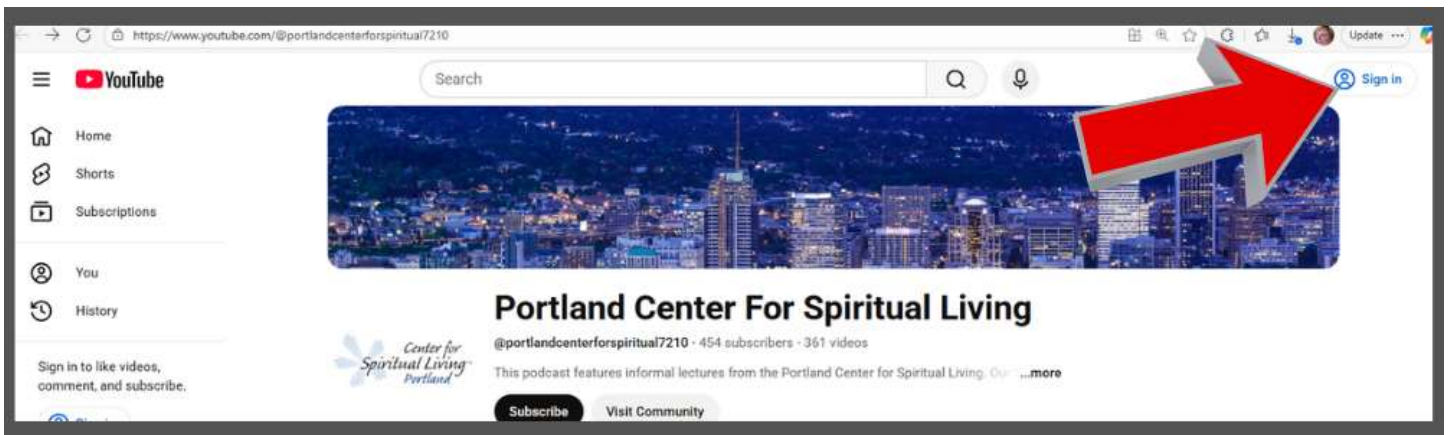 https://www.youtube.com/@portlandcenterforspiritual7210
Update
YouTube
Search
Sign in
Home
Shorts
Subscriptions
You
History
Sign in to like videos,
comment, and subscribe.
Portland Center For Spiritual Living
@portlandcenterforspiritual7210 · 454 subscribers · 361 videos
This podcast features informal lectures from the Portland Center for Spiritual Living. ...more
Subscribe
Visit Community
Center for
Spiritual Living
Portland